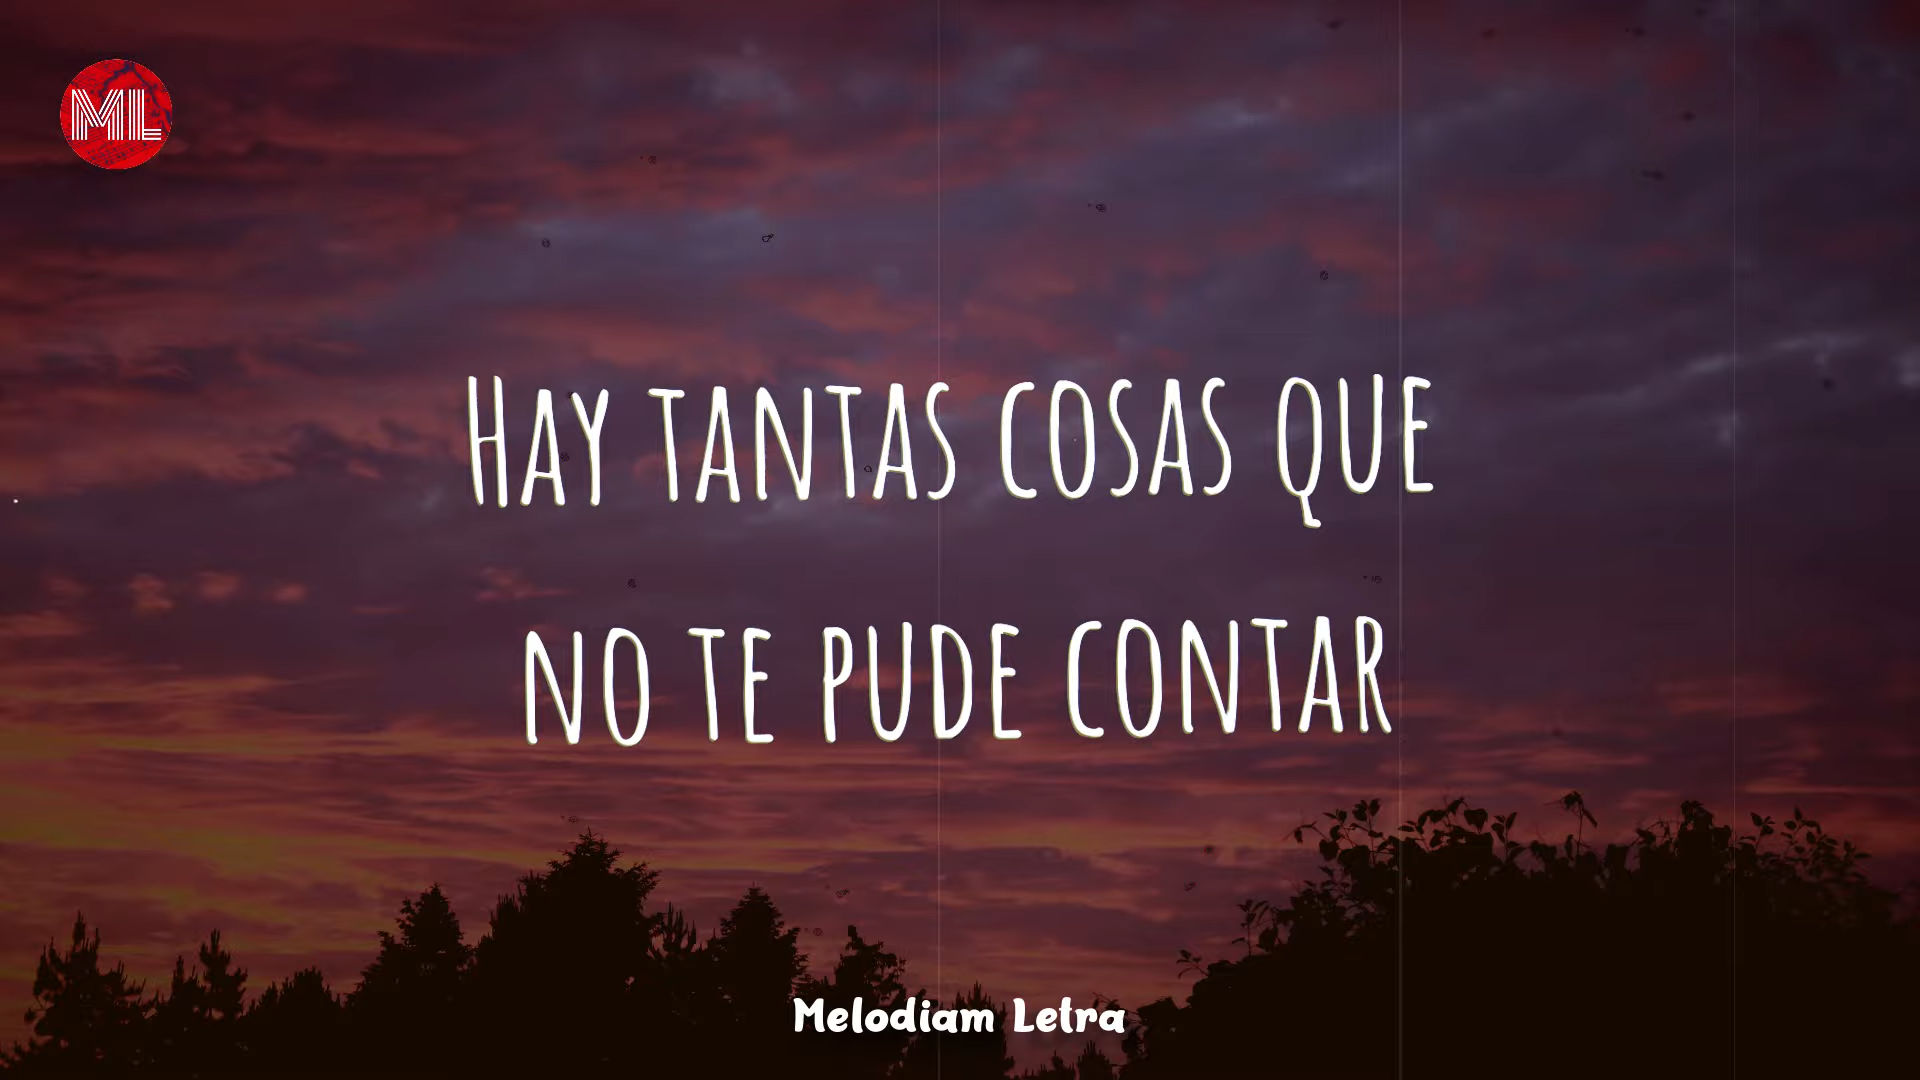 ML
Hay tantas cosas que
no te pude contar
Melodiam Letra